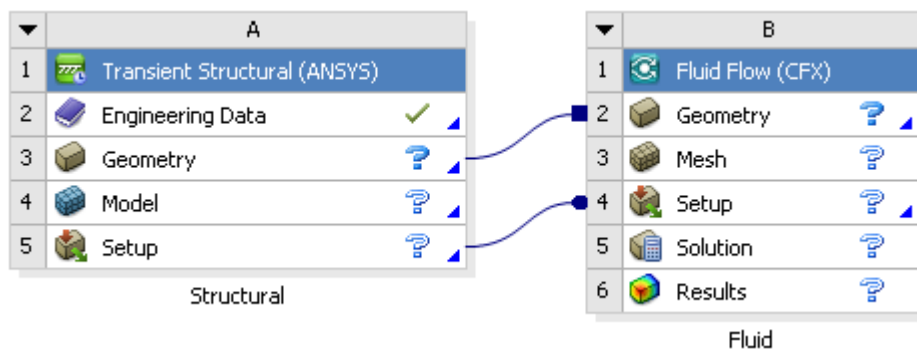 A
1 Transient Structural (ANSYS)
2 Engineering Data
3 Geometry ?
4 Model ?
5 Setup ?
Structural
B
1 Fluid Flow (CFX)
2 Geometry ?
3 Mesh ?
4 Setup ?
5 Solution ?
6 Results ?
Fluid